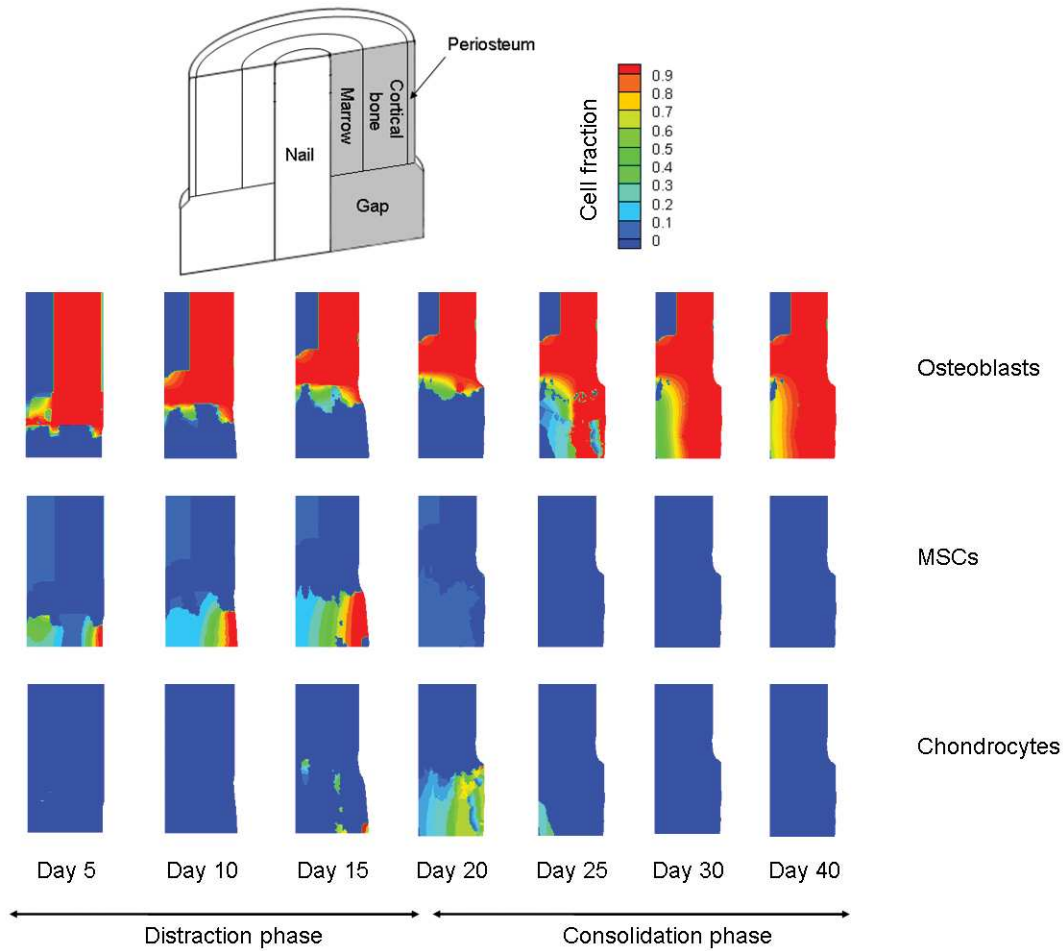 Periosteum
Nail
Marrow
Cortical
bone
Gap
Cell fraction
0.9
0.8
0.7
0.6
0.5
0.4
0.3
0.2
0.1
0
Osteoblasts
MSCs
Chondrocytes
Day 5 Day 10 Day 15 Day 20 Day 25 Day 30 Day 40
Distraction phase Consolidation phase